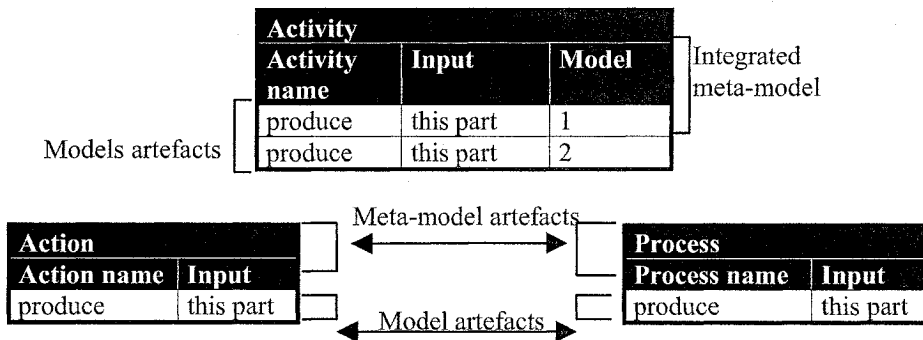 Activity
Activity name Input Model
produce this part 1
produce this part 2
Integrated meta-model
Models artefacts
Meta-model artefacts
Action
Action name Input
produce this part
Process
Process name Input
produce this part
Model artefacts